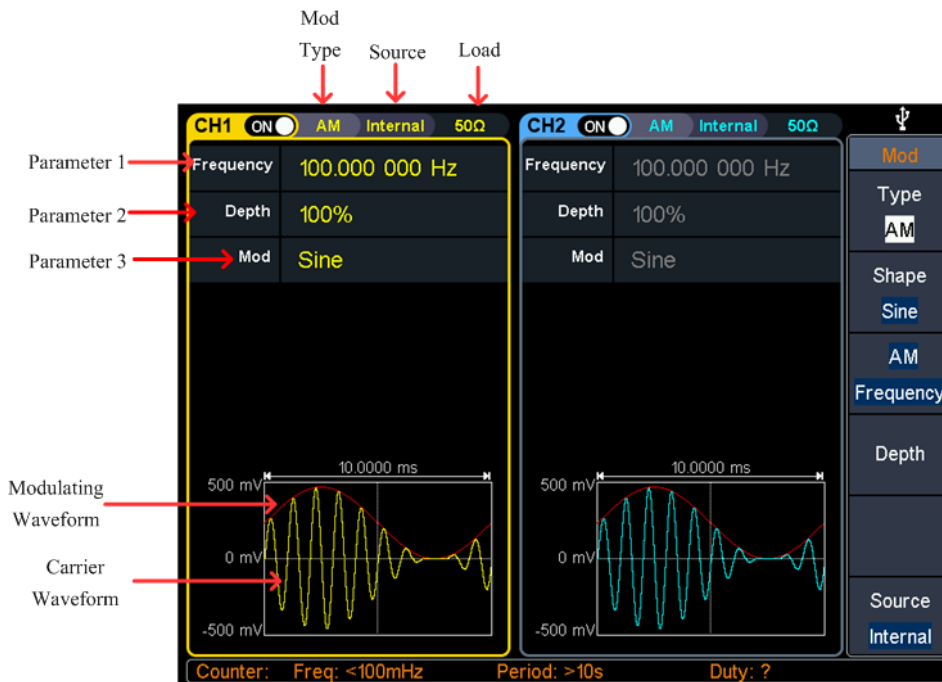 Mod
Type
Source
Load
CH1 ON AM Internal 50Ω
CH2 ON AM Internal 50Ω
Parameter 1
Frequency 100.000 000 Hz
Parameter 2
Depth 100%
Parameter 3
Mod Sine
Frequency 100.000 000 Hz
Depth 100%
Mod Sine
Mod
Type
AM
Shape
Sine
AM
Frequency
Depth
Source
Internal
Modulating
Waveform
Carrier
Waveform
10.0000 ms
500 mV
0 mV
-500 mV
10.0000 ms
500 mV
0 mV
-500 mV
Counter: Freq: <100mHz Period: >10s Duty: ?